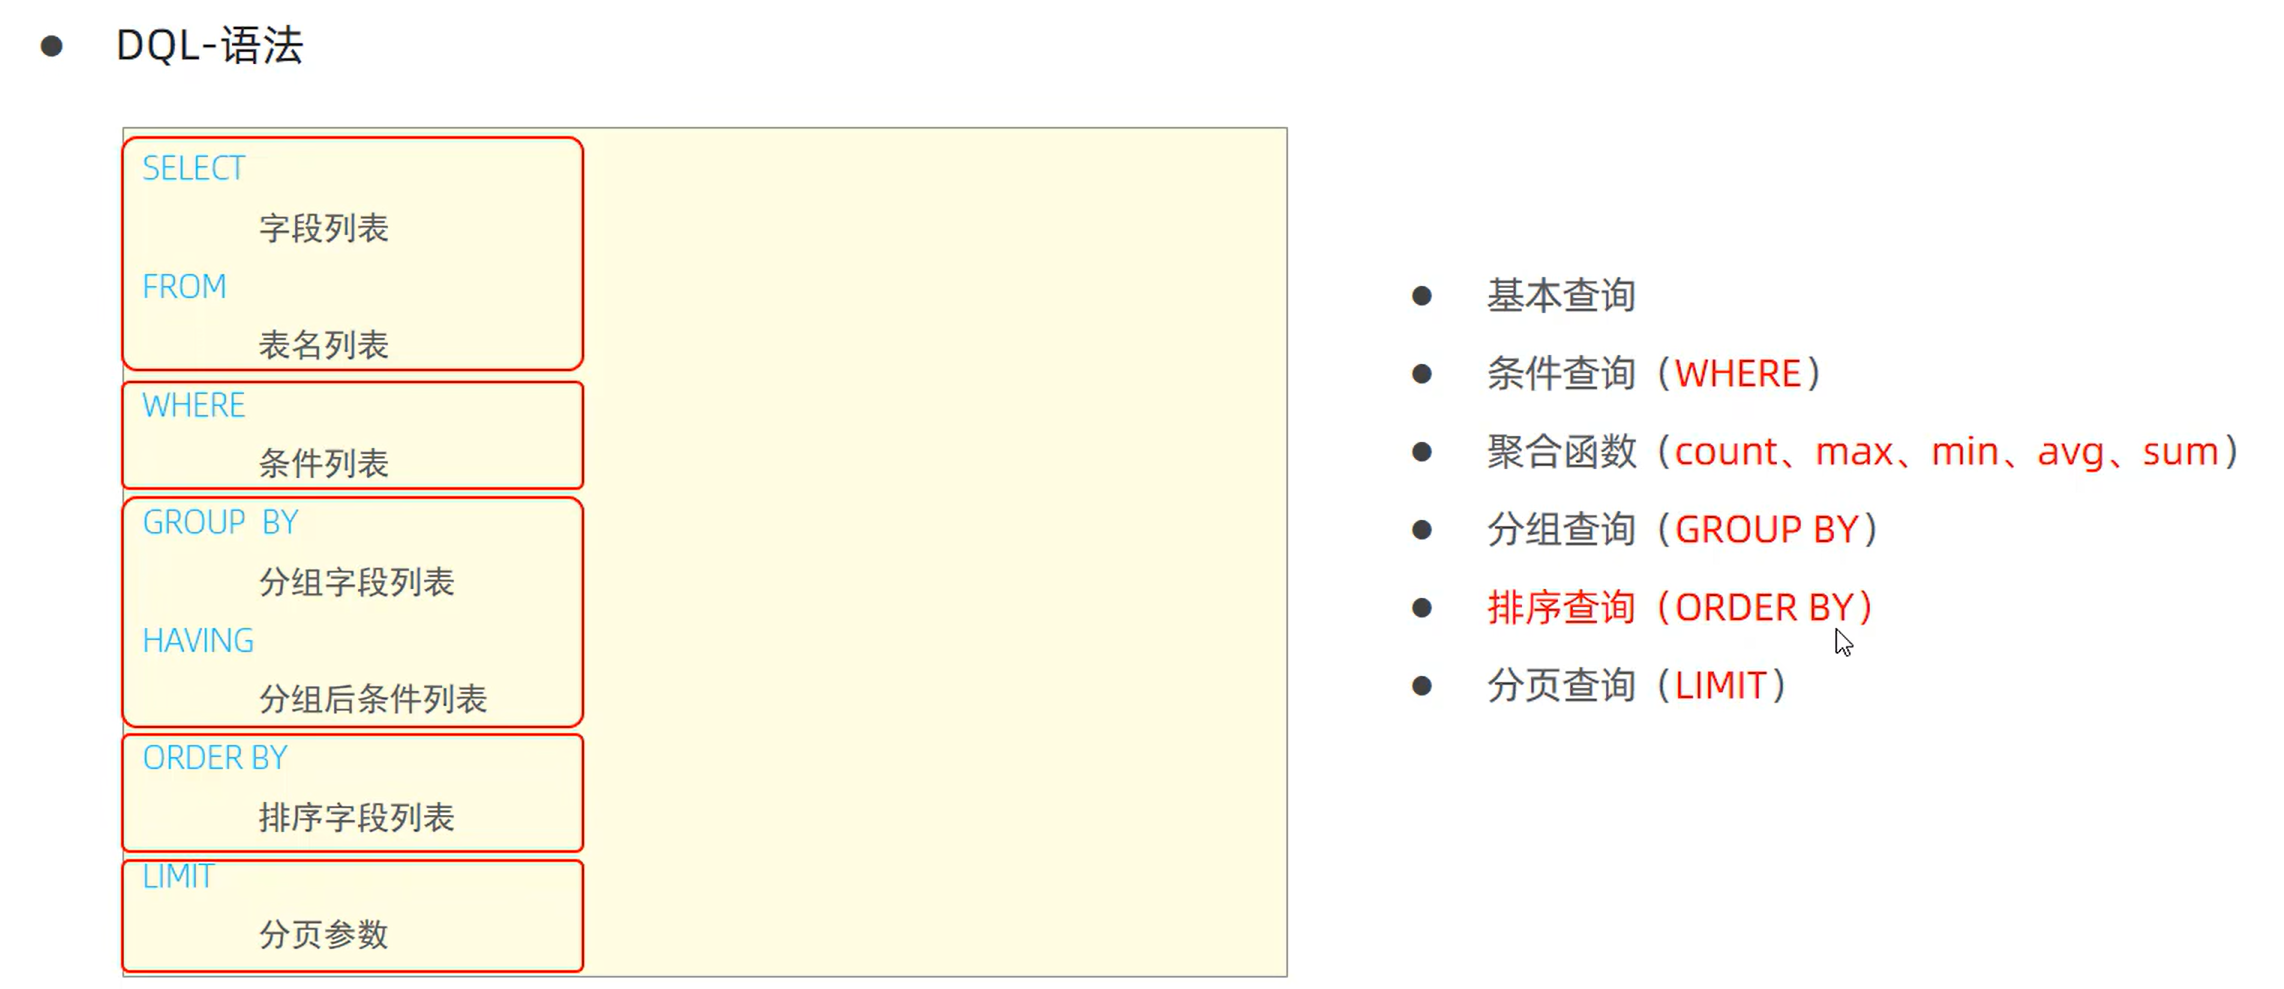 DQL-语法
SELECT
字段列表
FROM
表名列表
WHERE
条件列表
GROUP BY
分组字段列表
HAVING
分组后条件列表
ORDER BY
排序字段列表
LIMIT
分页参数
基本查询
条件查询（WHERE）
聚合函数（count、max、min、avg、sum）
分组查询（GROUP BY）
排序查询（ORDER BY）
分页查询（LIMIT）